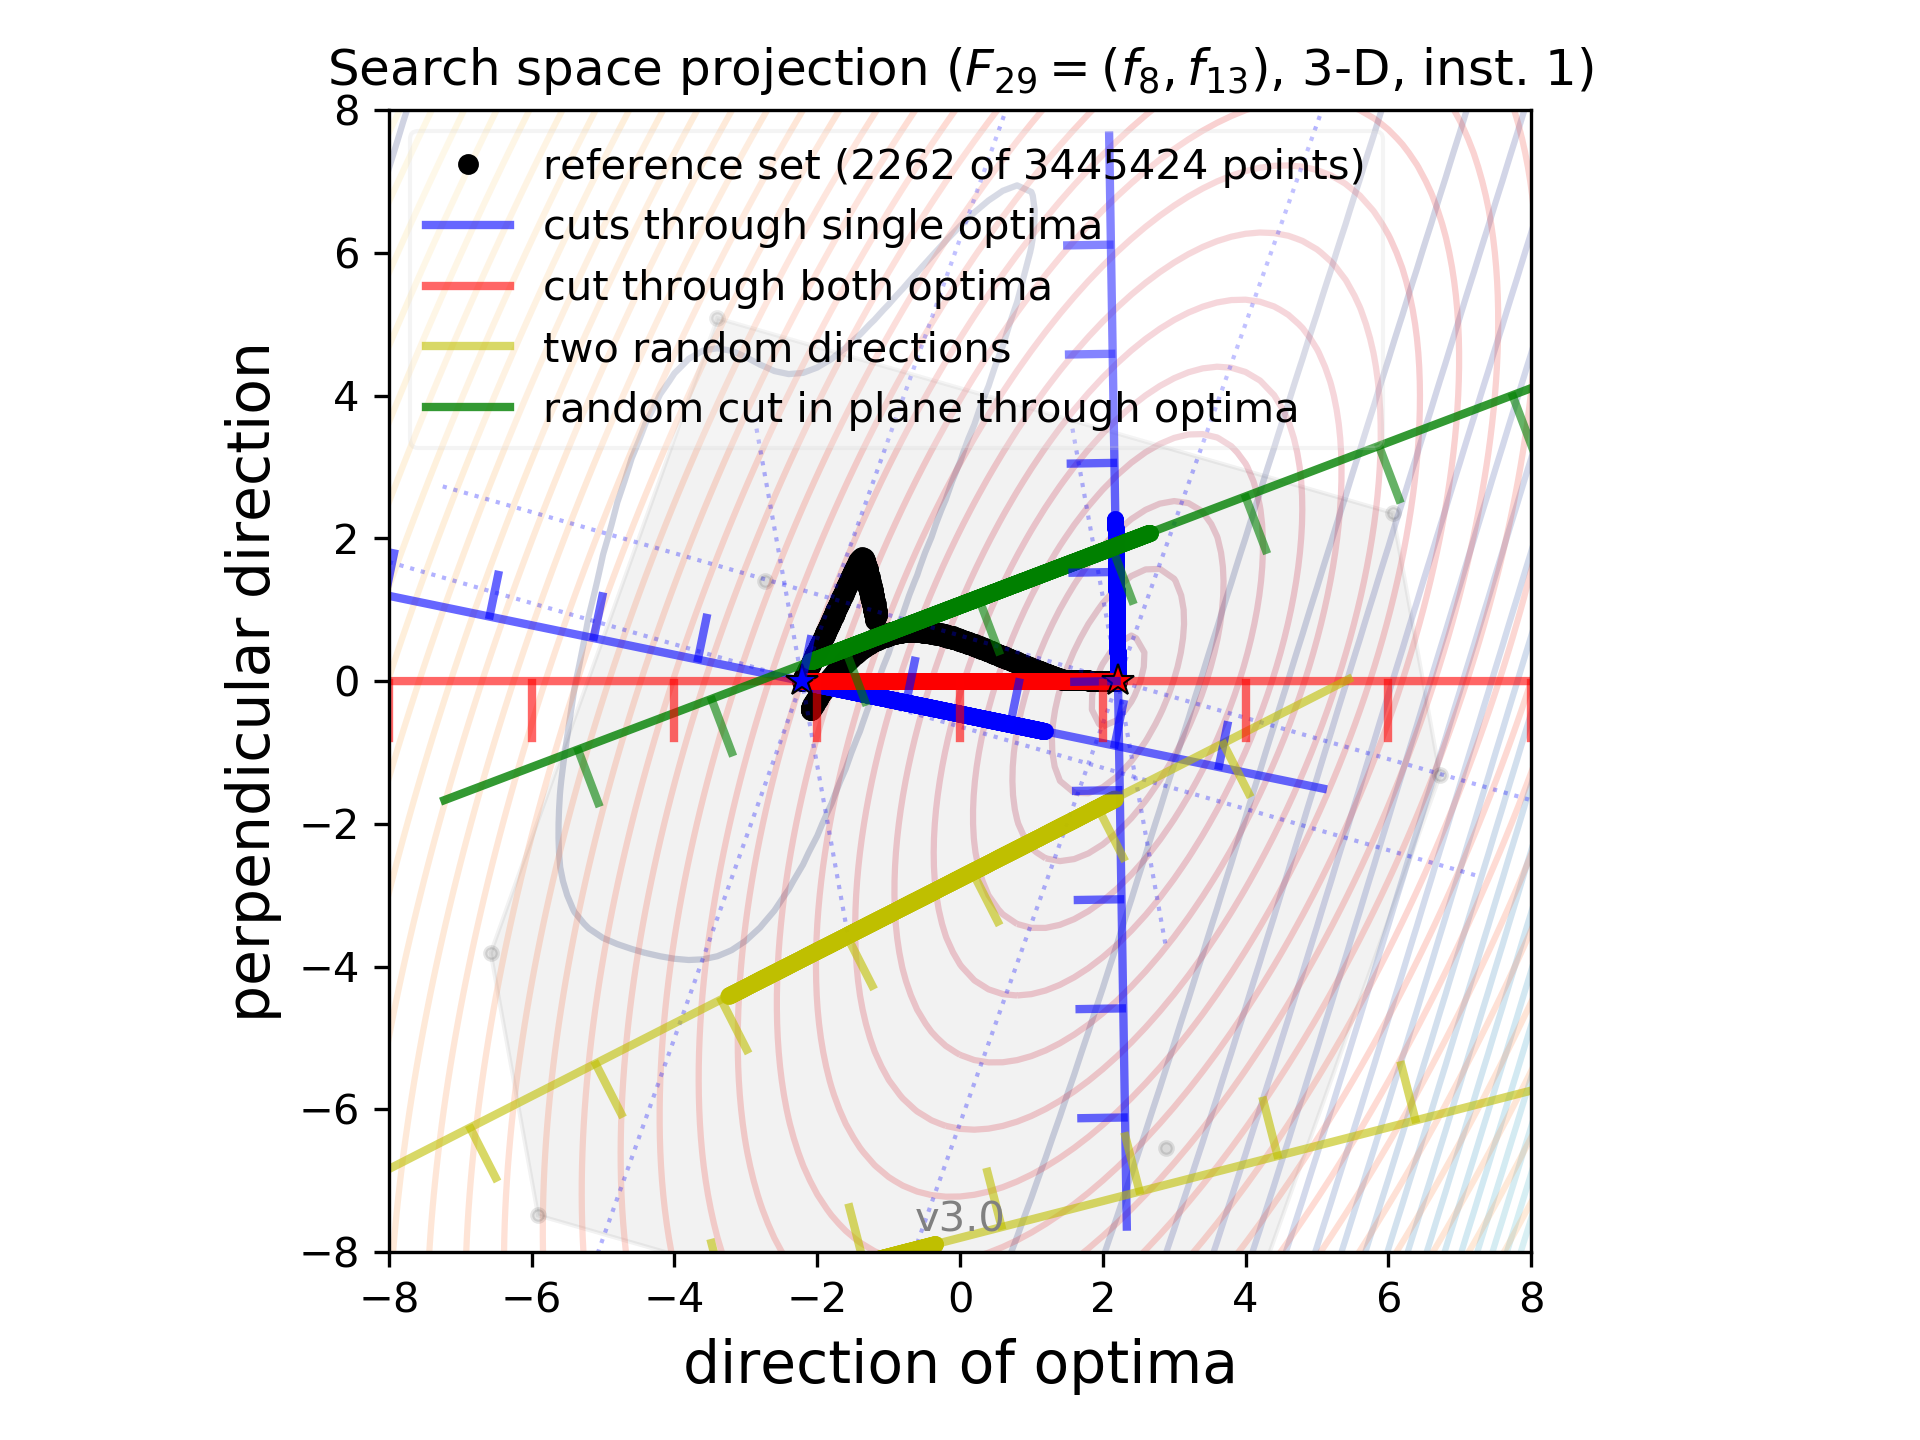 Search space projection (F₂₉ = (f₈, f₁₃), 3-D, inst. 1)
reference set (2262 of 3445424 points)
cuts through single optima
cut through both optima
two random directions
random cut in plane through optima
perpendicular direction
8
6
4
2
0
−2
−4
−6
−8
v3.0
−8 −6 −4 −2 0 2 4 6 8
direction of optima